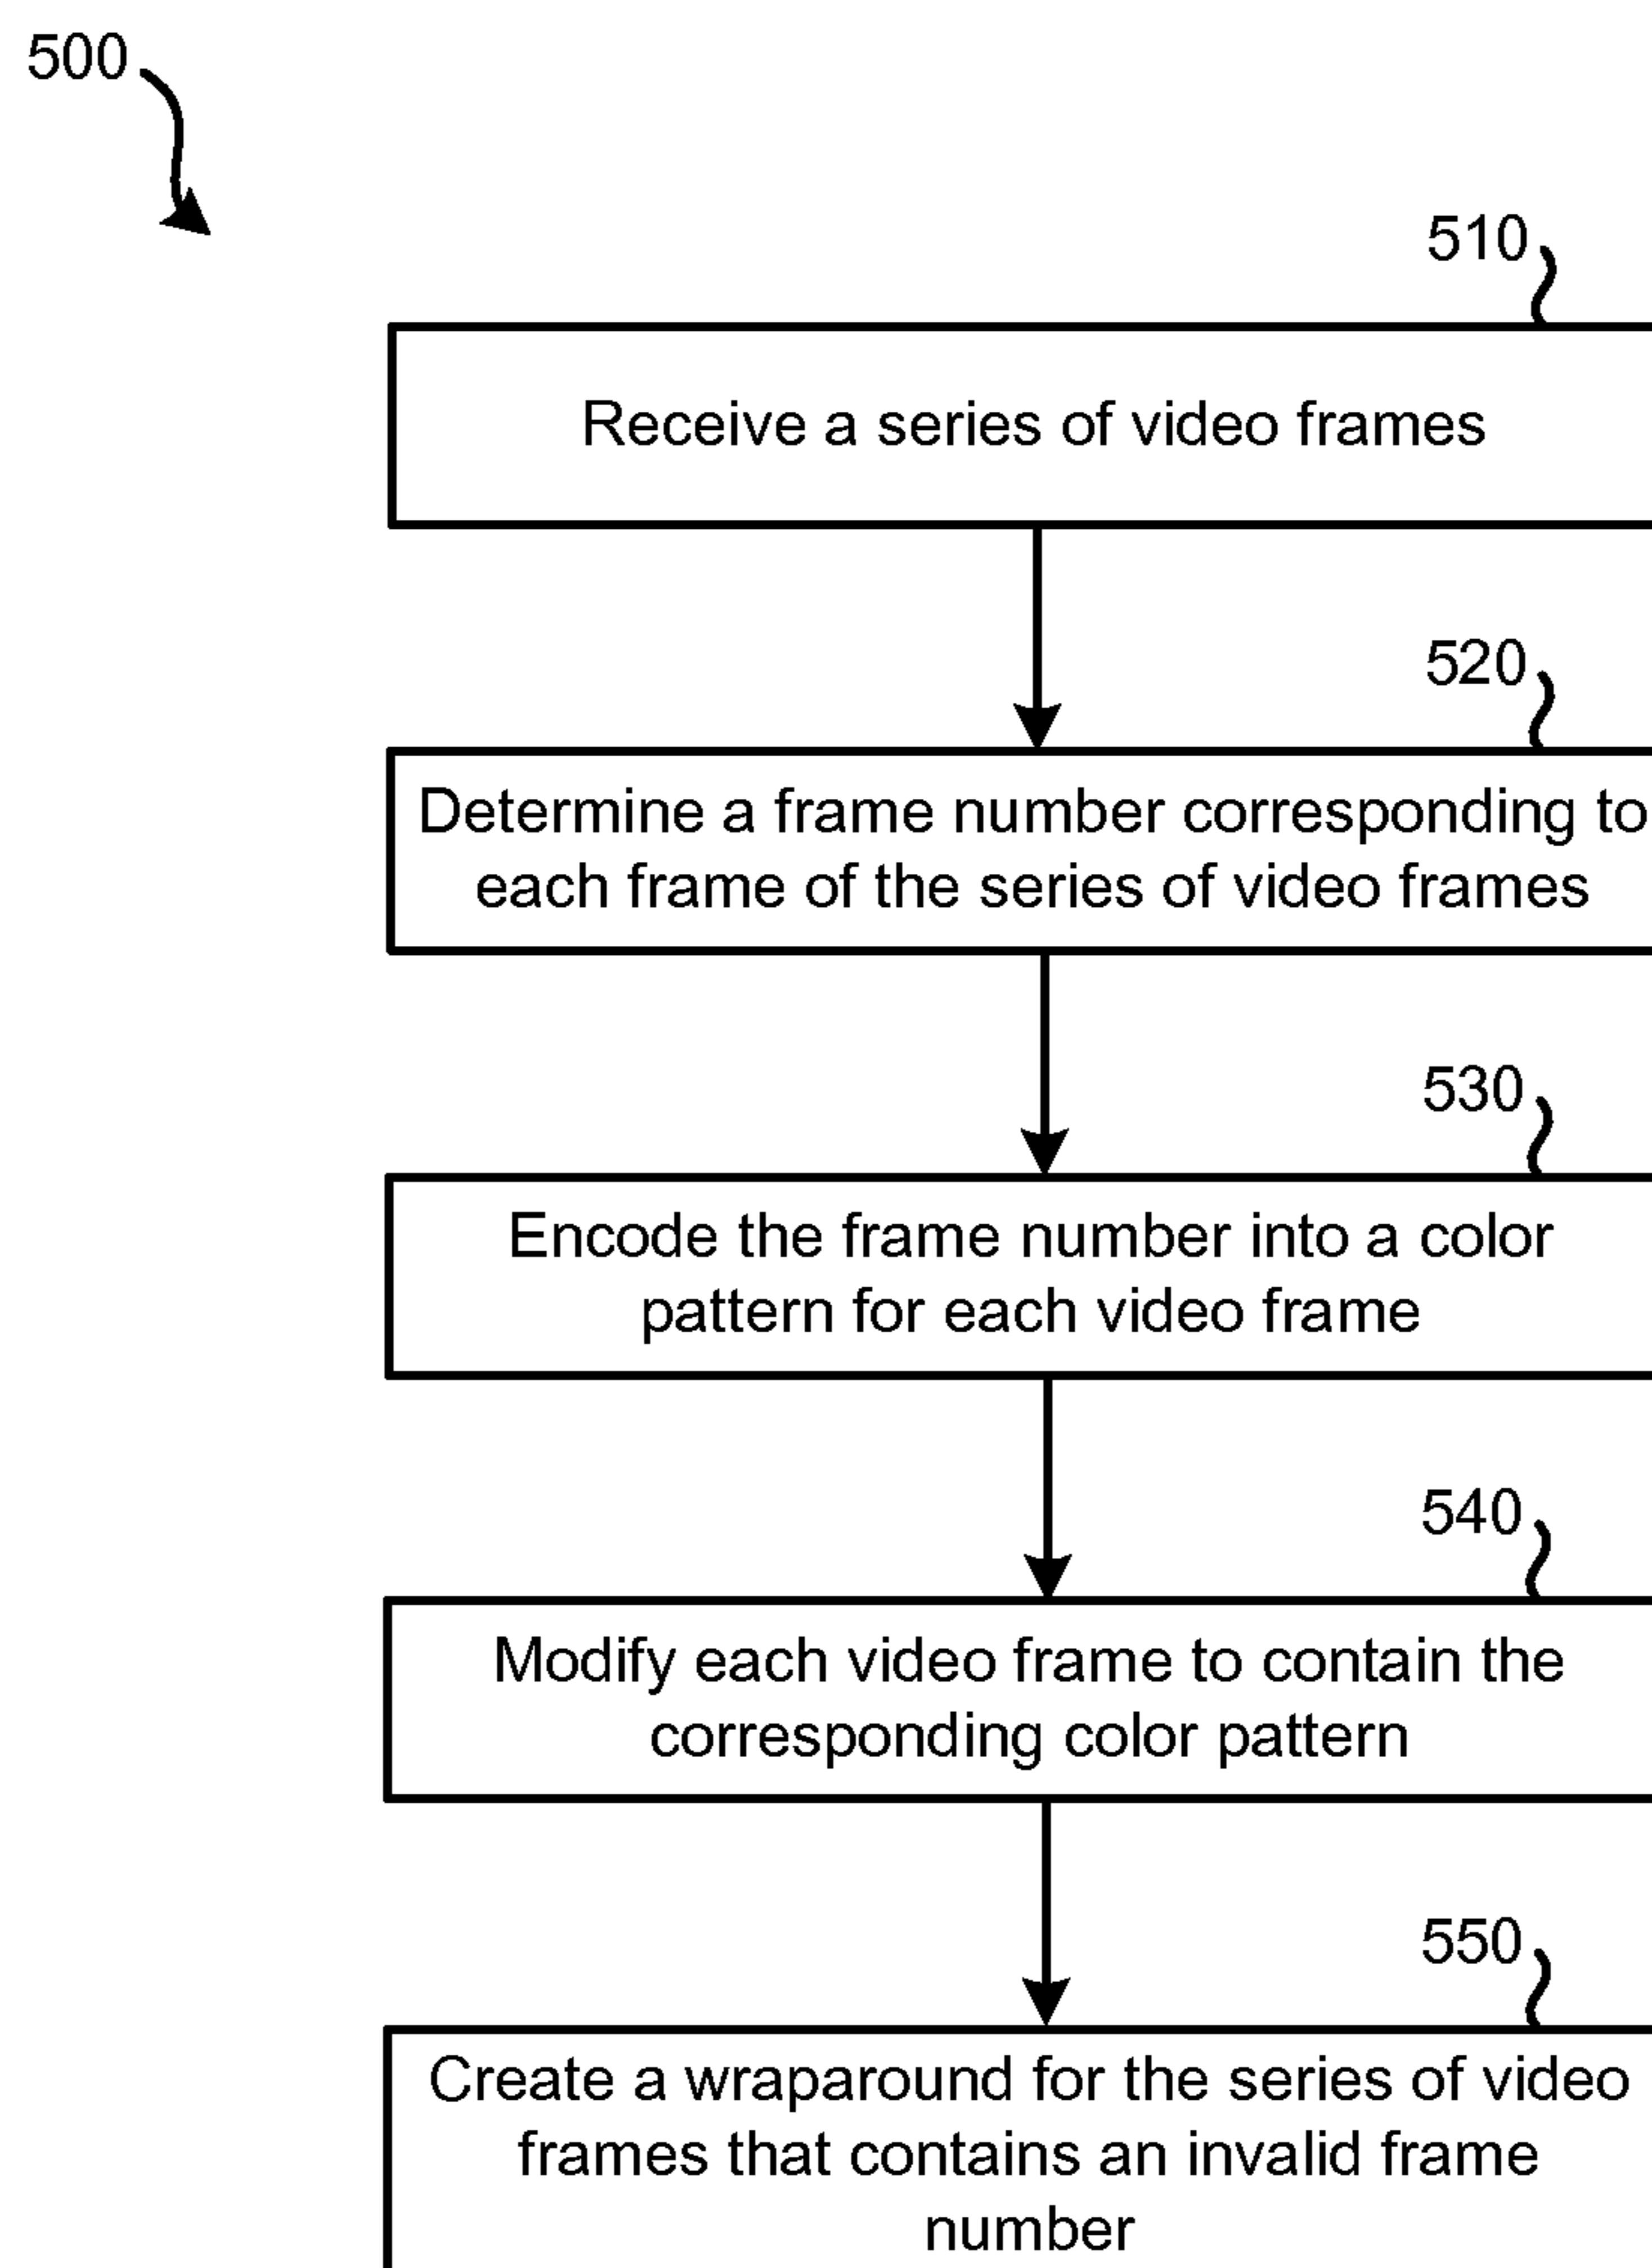 500
510
Receive a series of video frames
520
Determine a frame number corresponding to
each frame of the series of video frames
530
Encode the frame number into a color
pattern for each video frame
540
Modify each video frame to contain the
corresponding color pattern
550
Create a wraparound for the series of video
frames that contains an invalid frame
number